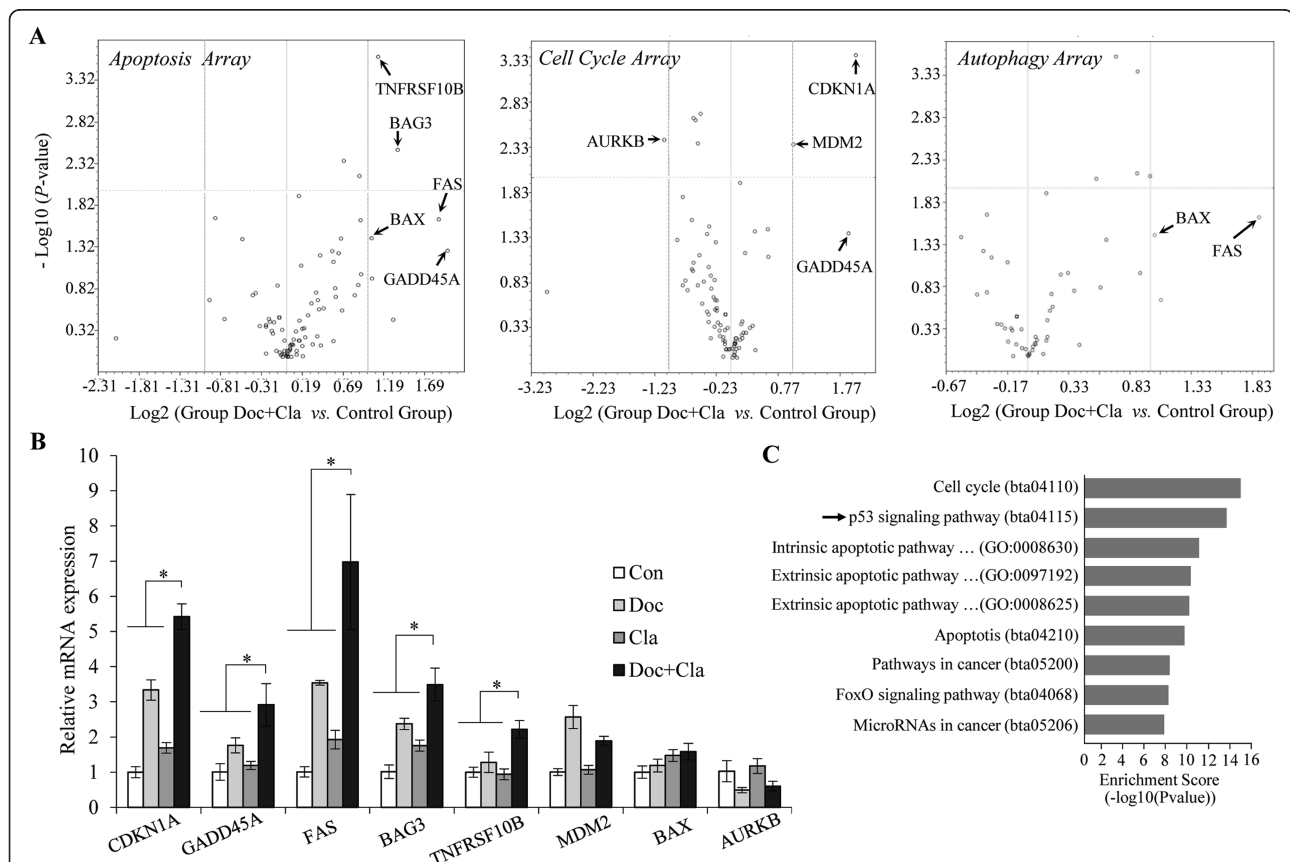 A
Apoptosis Array
- Log10 (P-value)
3.32
2.82
2.32
1.82
1.32
0.82
0.32
TNFRSF10B
BAG3
FAS
BAX
GADD45A
-2.31 -1.81 -1.31 -0.81 -0.31 0.19 0.69 1.19 1.69
Log2 (Group Doc+Cla vs. Control Group)
Cell Cycle Array
3.33
2.83
2.33
1.83
1.33
0.83
0.33
CDKN1A
AURKB
MDM2
GADD45A
-3.23 -2.23 -1.23 -0.23 0.77 1.77
Log2 (Group Doc+Cla vs. Control Group)
Autophagy Array
3.33
2.83
2.33
1.83
1.33
0.83
0.33
BAX
FAS
-0.67 -0.17 0.33 0.83 1.33 1.83
Log2 (Group Doc+Cla vs. Control Group)
B
Relative mRNA expression
10
9
8
7
6
5
4
3
2
1
0
* * * * *
Con
Doc
Cla
Doc+Cla
CDKN1A GADD45A FAS BAG3 TNFRSF10B MDM2 BAX AURKB
C
Cell cycle (bta04110)
p53 signaling pathway (bta04115)
Intrinsic apoptotic pathway … (GO:0008630)
Extrinsic apoptotic pathway …(GO:0097192)
Extrinsic apoptotic pathway …(GO:0008625)
Apoptotis (bta04210)
Pathways in cancer (bta05200)
FoxO signaling pathway (bta04068)
MicroRNAs in cancer (bta05206)
0 2 4 6 8 10 12 14 16
Enrichment Score
(-log10(Pvalue))